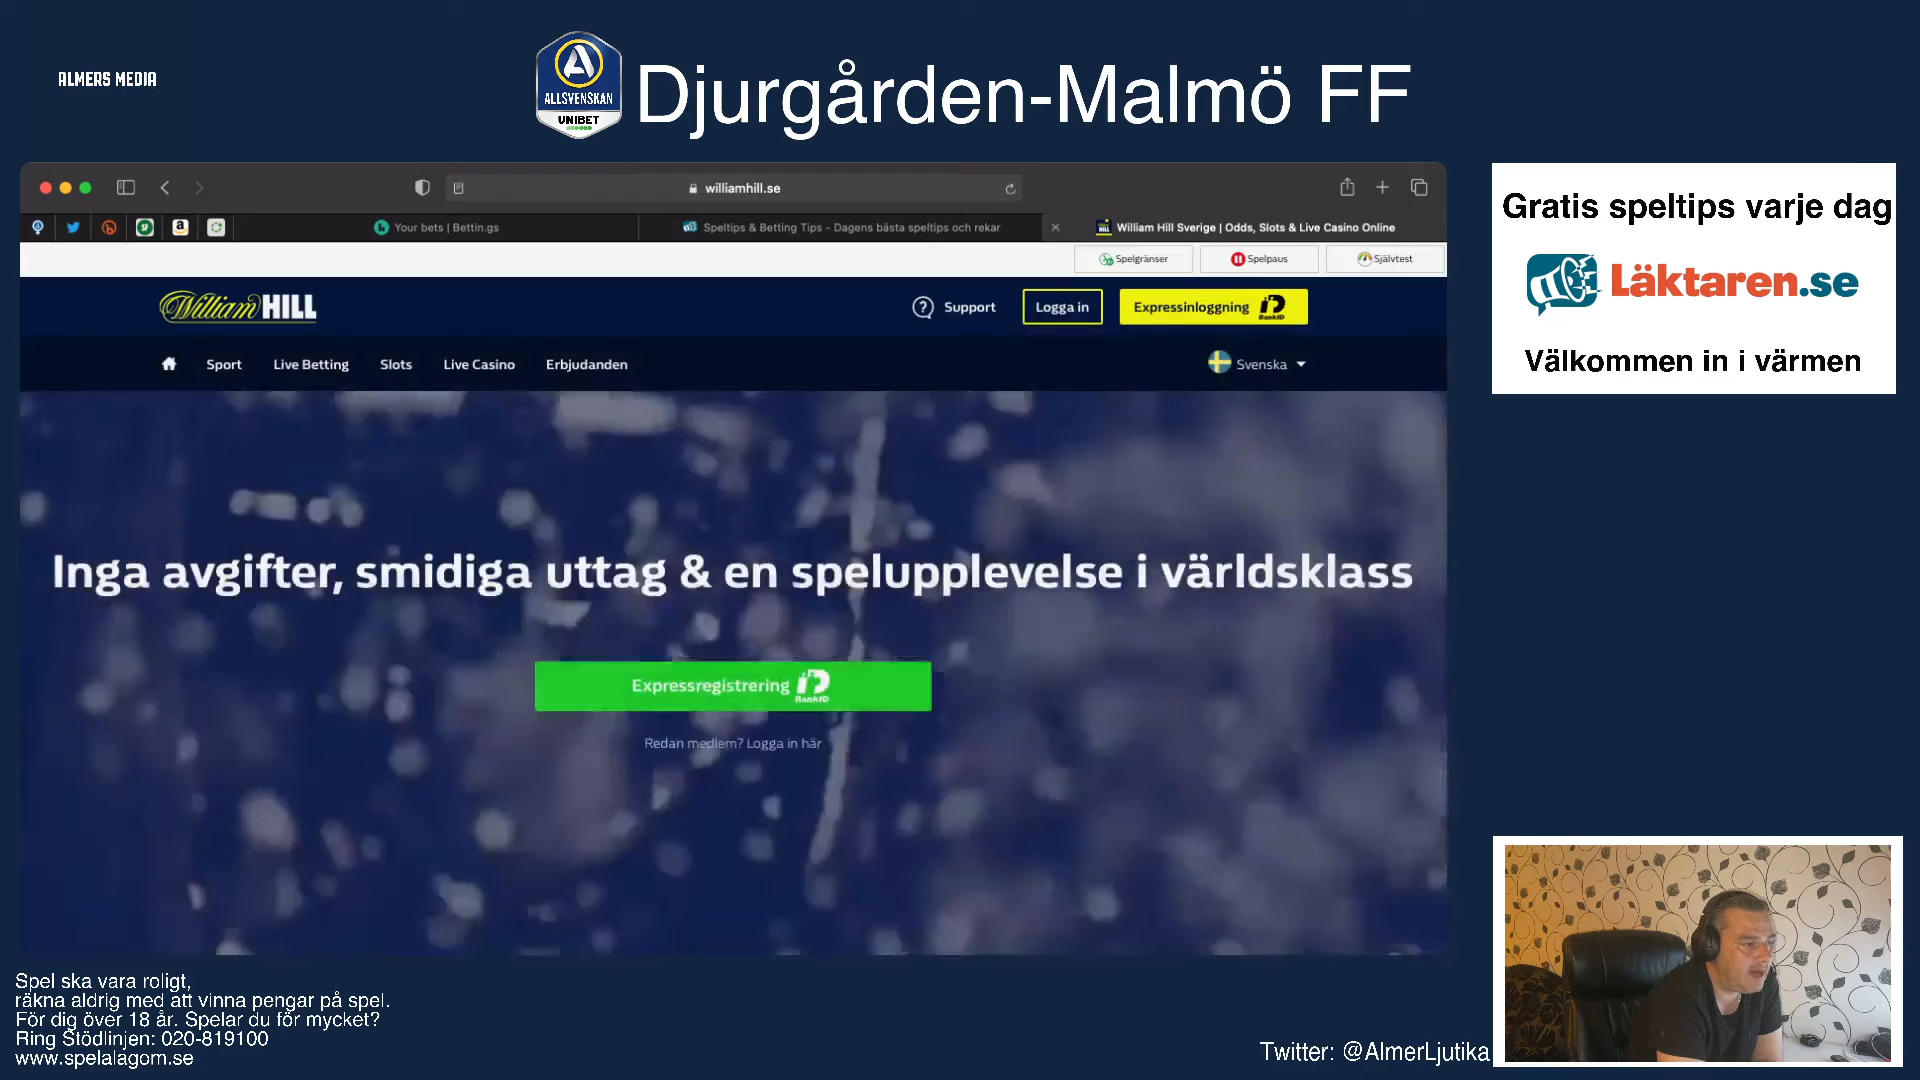 ALMERS MEDIA
ALLSVENSKAN
UNIBET
Djurgården-Malmö FF
williamhill.se
Your bets | Bettin.gs
Speltips & Betting Tips - Dagens bästa speltips och rekar
William Hill Sverige | Odds, Slots & Live Casino Online
Spelgränser
Spelpaus
Självtest
William HILL
Support
Logga in
Expressinloggning
BankID
Sport
Live Betting
Slots
Live Casino
Erbjudanden
Svenska
Inga avgifter, smidiga uttag & en spelupplevelse i världsklass
Expressregistrering
BankID
Redan medlem? Logga in här
Gratis speltips varje dag
Läktaren.se
Välkommen in i värmen
Spel ska vara roligt,
räkna aldrig med att vinna pengar på spel.
För dig över 18 år. Spelar du för mycket?
Ring Stödlinjen: 020-819100
www.spelalagom.se
Twitter: @AlmerLjutika